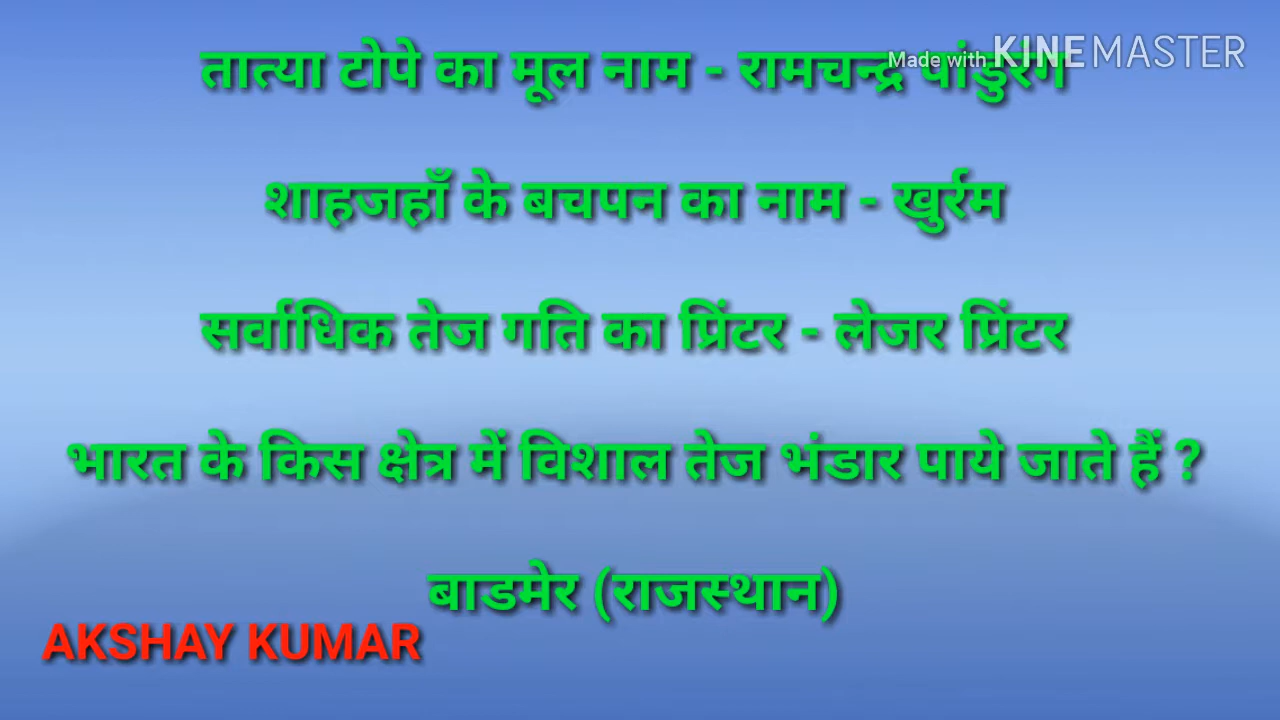 तात्या टोपे का मूल नाम - रामचन्द्र पांडुरंग
Made with KINEMASTER
शाहजहाँ के बचपन का नाम - खुर्रम
सर्वाधिक तेज गति का प्रिंटर - लेजर प्रिंटर
भारत के किस क्षेत्र में विशाल तेज भंडार पाये जाते हैं ?
बाडमेर (राजस्थान)
AKSHAY KUMAR